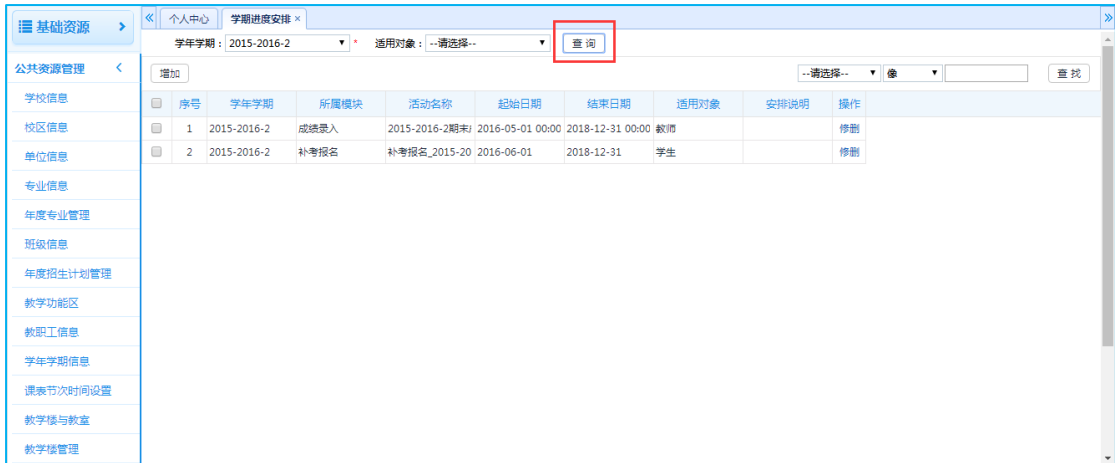 基础资源
个人中心 学期进度安排 ×
学年学期： 2015-2016-2 * 适用对象： --请选择-- 查 询
公共资源管理
增加 --请选择-- 像 查 找
学校信息
校区信息
单位信息
专业信息
年度专业管理
班级信息
年度招生计划管理
教学功能区
教职工信息
学年学期信息
课表节次时间设置
教学楼与教室
教学楼管理
序号 学年学期 所属模块 活动名称 起始日期 结束日期 适用对象 安排说明 操作
1 2015-2016-2 成绩录入 2015-2016-2期末 2016-05-01 00:00 2018-12-31 00:00 教师 修删
2 2015-2016-2 补考报名 补考报名_2015-20 2016-06-01 2018-12-31 学生 修删